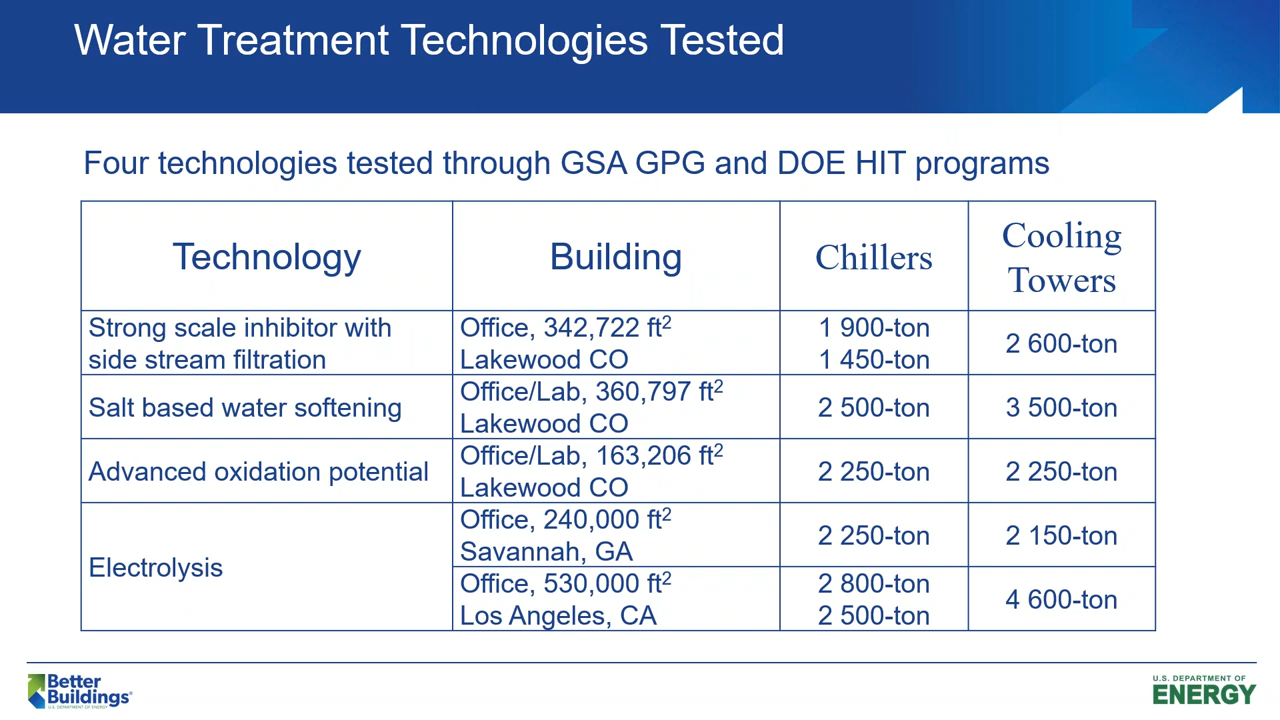 Water Treatment Technologies Tested
Four technologies tested through GSA GPG and DOE HIT programs
Technology
Building
Chillers
Cooling
Towers
Strong scale inhibitor with
side stream filtration
Office, 342,722 ft²
Lakewood CO
1 900-ton
1 450-ton
2 600-ton
Salt based water softening
Office/Lab, 360,797 ft²
Lakewood CO
2 500-ton
3 500-ton
Advanced oxidation potential
Office/Lab, 163,206 ft²
Lakewood CO
2 250-ton
2 250-ton
Electrolysis
Office, 240,000 ft²
Savannah, GA
2 250-ton
2 150-ton
Office, 530,000 ft²
Los Angeles, CA
2 800-ton
2 500-ton
4 600-ton
Better
Buildings®
U.S. DEPARTMENT OF ENERGY
U.S. DEPARTMENT OF
ENERGY